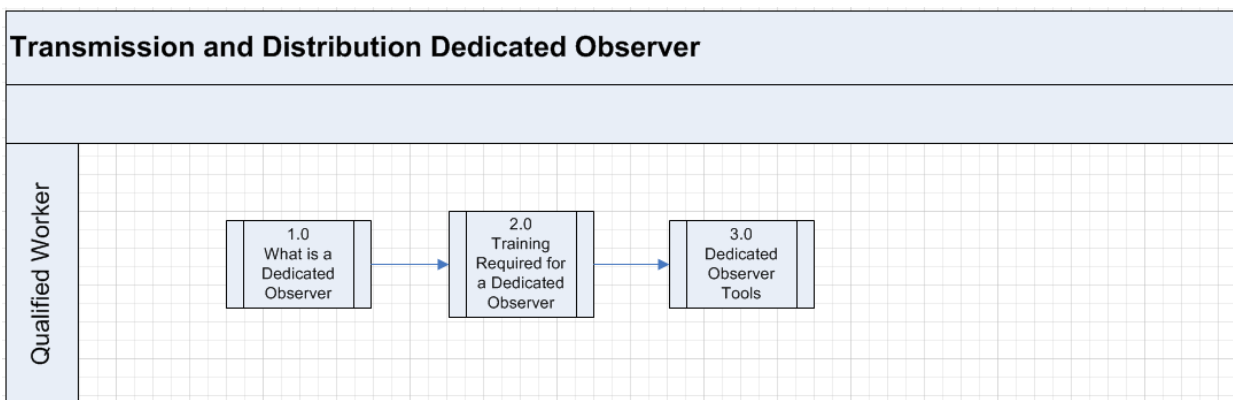 Transmission and Distribution Dedicated Observer
Qualified Worker
1.0
What is a
Dedicated
Observer
2.0
Training
Required for
a Dedicated
Observer
3.0
Dedicated
Observer
Tools